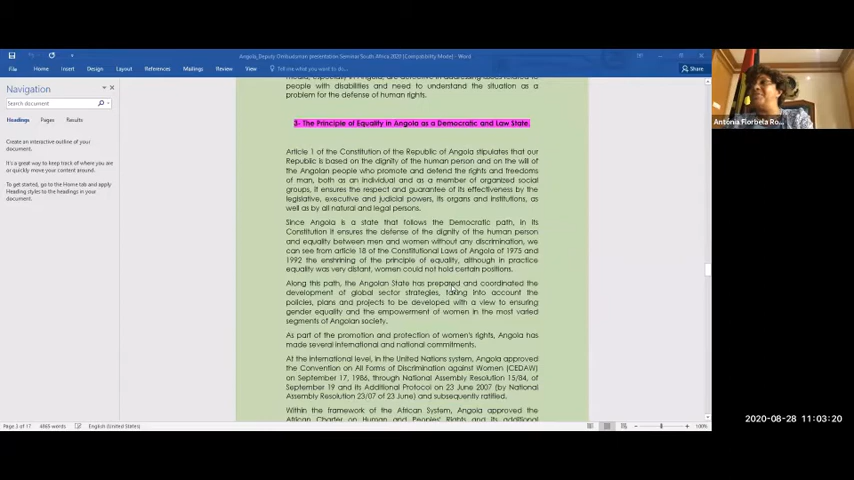 Angola_Deputy Ombudsman presentation Seminar South Africa 2020 [Compatibility Mode] - Word
File
Home
Insert
Design
Layout
References
Mailings
Review
View
Tell me what you want to do...
Share
Navigation
Search document
Headings
Pages
Results
Create an interactive outline of your
document.
It's a great way to keep track of where you are
or quickly move your content around.
To get started, go to the Home tab and apply
Heading styles to the headings in your
document.
people with disabilities and need to understand the situation as a
problem for the defense of human rights.
3- The Principle of Equality in Angola as a Democratic and Law State.
Article 1 of the Constitution of the Republic of Angola stipulates that our
Republic is based on the dignity of the human person and on the will of
the Angolan people who promote and defend the rights and freedoms
of man, both as an individual and as a member of organized social
groups, it ensures the respect and guarantee of its effectiveness by the
legislative, executive and judicial powers, its organs and institutions, as
well as by all natural and legal persons.
Since Angola is a state that follows the Democratic path, in its
Constitution it ensures the defense of the dignity of the human person
and equality between men and women without any discrimination, we
can see from article 18 of the Constitutional Laws of Angola of 1975 and
1992 the enshrining of the principle of equality, although in practice
equality was very distant, women could not hold certain positions.
Along this path, the Angolan State has prepared and coordinated the
development of global sector strategies, taking into account the
policies, plans and projects to be developed with a view to ensuring
gender equality and the empowerment of women in the most varied
segments of Angolan society.
As part of the promotion and protection of women's rights, Angola has
made several international and national commitments.
At the international level, in the United Nations system, Angola approved
the Convention on All Forms of Discrimination against Women (CEDAW)
on September 17, 1986, through National Assembly Resolution 15/84, of
September 19 and its Additional Protocol on 23 June 2007 (by National
Assembly Resolution 23/07 of 23 June) and subsequently ratified.
Within the framework of the African System, Angola approved the
African Charter on Human and Peoples' Rights and its additional
Page 3 of 17
4865 words
English (United States)
100%
Antónia Florbela Ro...
2020-08-28 11:03:20